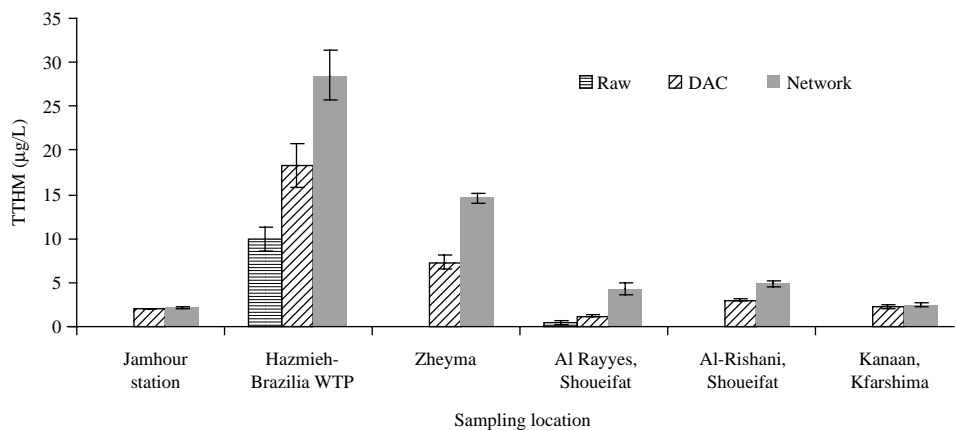 35
30
25
20
15
10
5
0
TTHM (µg/L)
Raw
DAC
Network
Jamhour
station
Hazmieh-
Brazilia WTP
Zheyma
Al Rayyes,
Shoueifat
Al-Rishani,
Shoueifat
Kanaan,
Kfarshima
Sampling location